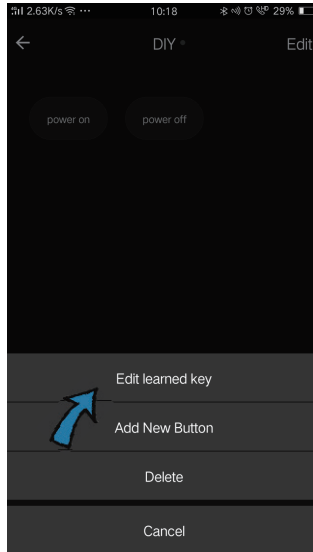 2.63K/s ... 10:18 29%
DIY Edit
power on power off
Edit learned key
Add New Button
Delete
Cancel